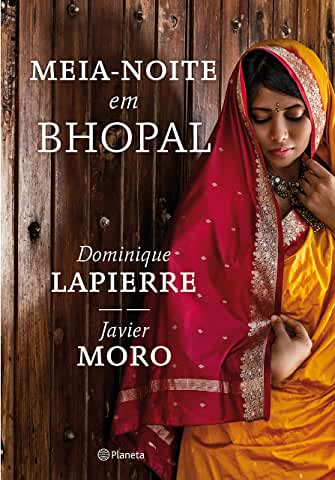 MEIA-NOITE
em
BHOPAL
Dominique
LAPIERRE
Javier
MORO
Planeta